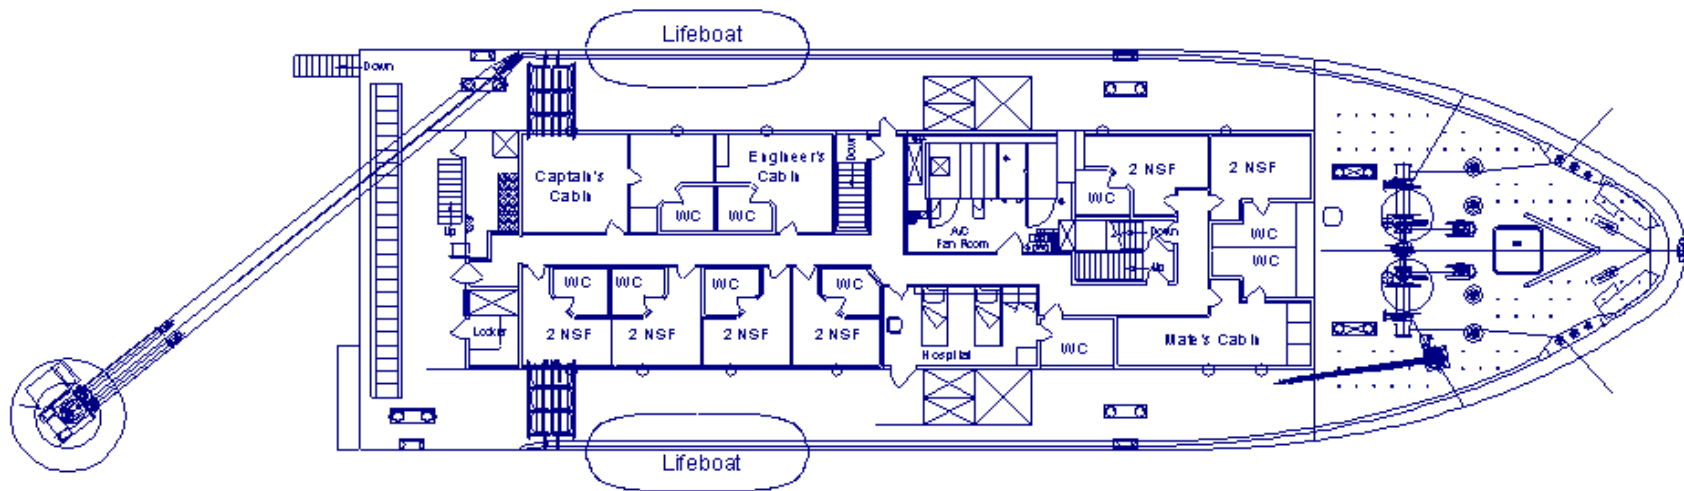 Lifeboat
Down
Captain's
Cabin
WC
WC
Engineer's
Cabin
Down
2 NSF
2 NSF
WC
A/C
Fan Room
Down
Up
Up
WC
WC
WC
WC
WC
WC
Locker
2 NSF
2 NSF
2 NSF
2 NSF
Hospital
WC
Mate's Cabin
Lifeboat